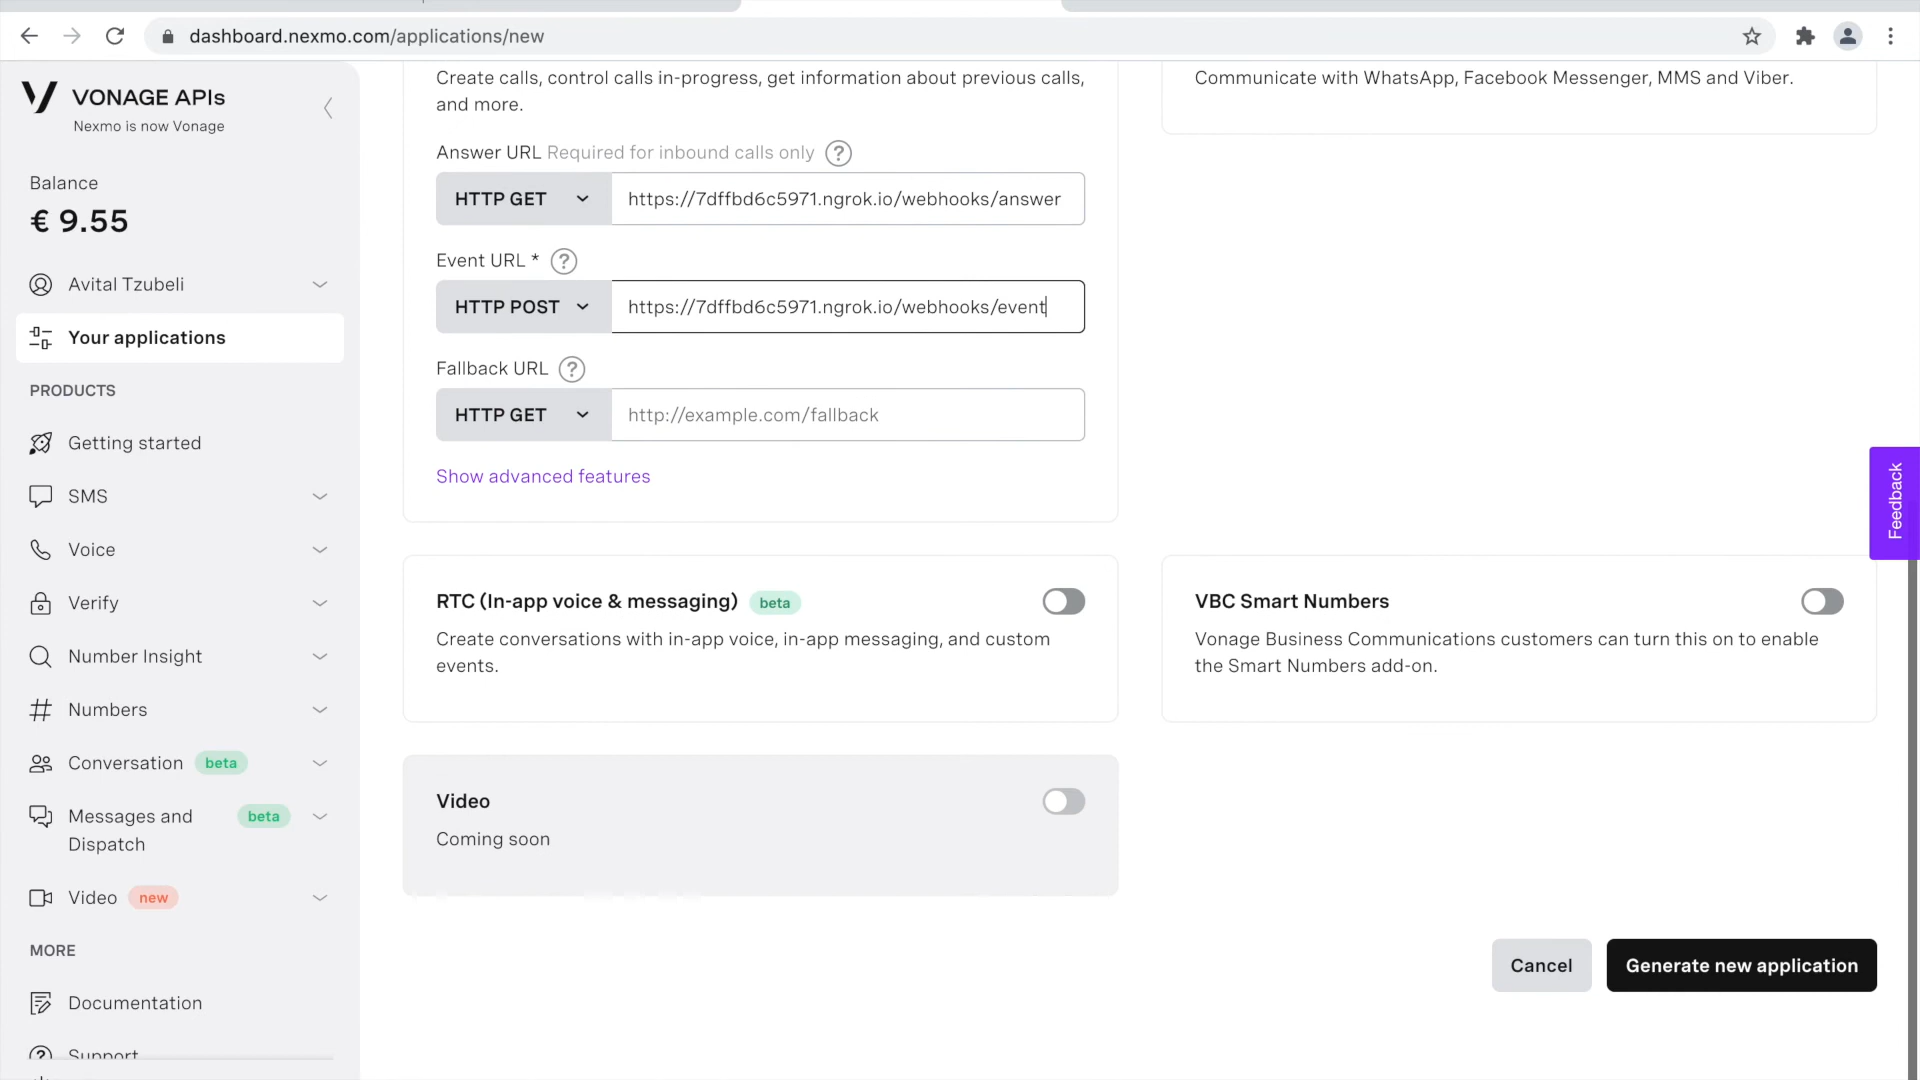 dashboard.nexmo.com/applications/new
VONAGE APIs
Nexmo is now Vonage
Balance
€ 9.55
Avital Tzubeli
Your applications
PRODUCTS
Getting started
SMS
Voice
Verify
Number Insight
Numbers
Conversation beta
Messages and beta
Dispatch
Video new
MORE
Documentation
Support
Create calls, control calls in-progress, get information about previous calls,
and more.
Answer URL Required for inbound calls only ?
HTTP GET https://7dffbd6c5971.ngrok.io/webhooks/answer
Event URL * ?
HTTP POST https://7dffbd6c5971.ngrok.io/webhooks/event
Fallback URL ?
HTTP GET http://example.com/fallback
Show advanced features
Communicate with WhatsApp, Facebook Messenger, MMS and Viber.
RTC (In-app voice & messaging) beta
Create conversations with in-app voice, in-app messaging, and custom
events.
VBC Smart Numbers
Vonage Business Communications customers can turn this on to enable
the Smart Numbers add-on.
Video
Coming soon
Cancel
Generate new application
Feedback